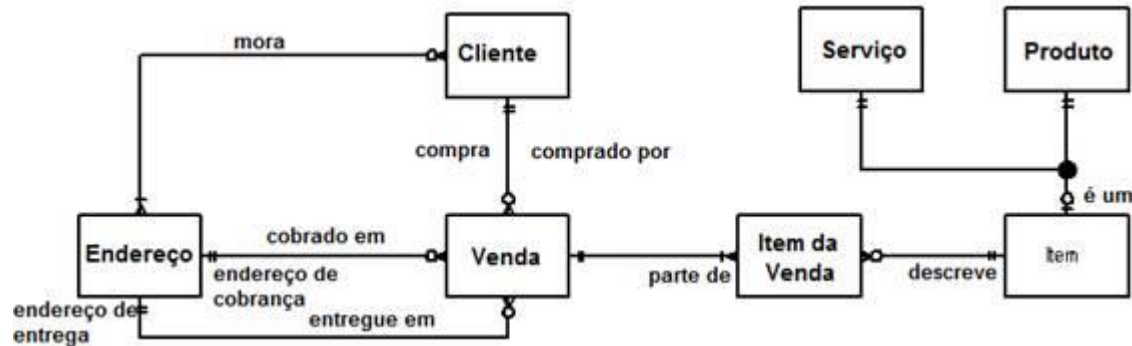 mora
Cliente
Serviço
Produto
compra
comprado por
é um
Endereço
cobrado em
endereço de
cobrança
Venda
parte de
Item da
Venda
descreve
Item
endereço de
entrega
entregue em